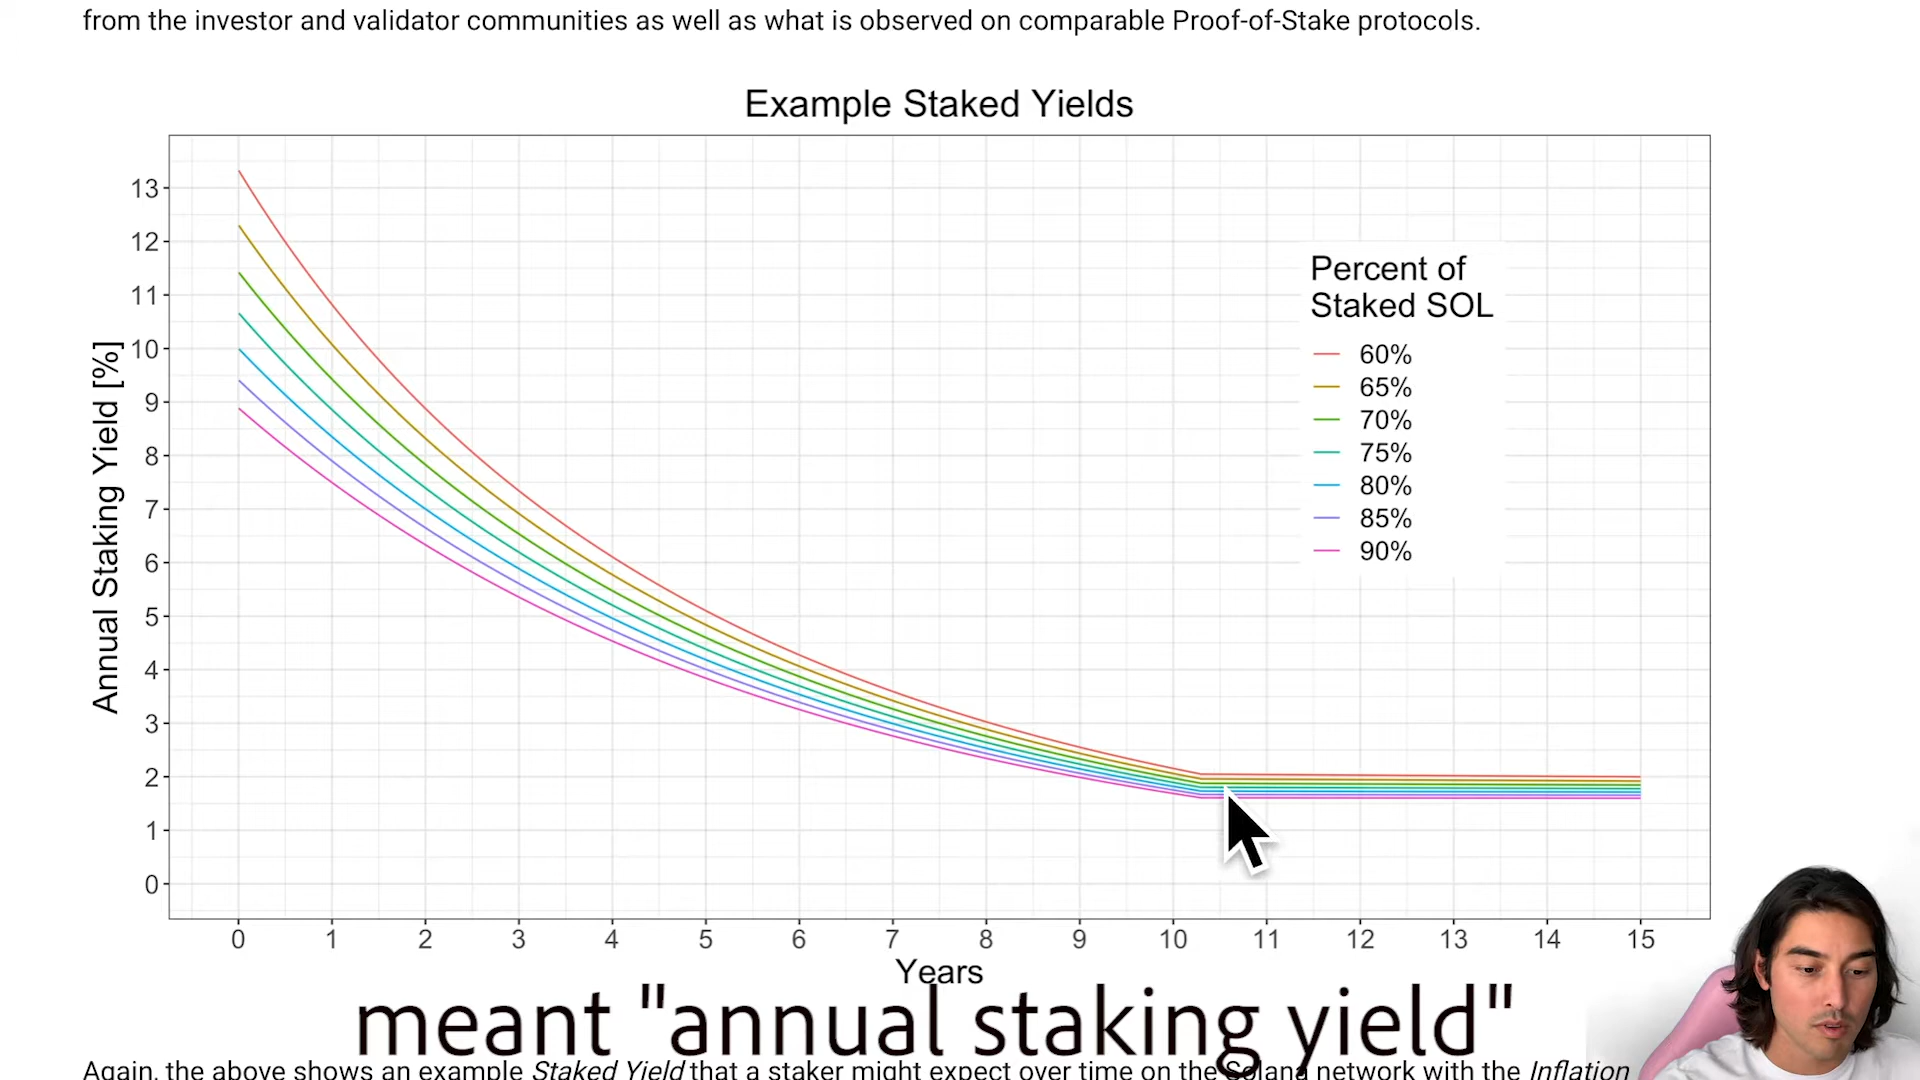 from the investor and validator communities as well as what is observed on comparable Proof-of-Stake protocols.
Example Staked Yields
Annual Staking Yield [%]
13
12
11
10
9
8
7
6
5
4
3
2
1
0
Percent of
Staked SOL
60%
65%
70%
75%
80%
85%
90%
0 1 2 3 4 5 6 7 8 9 10 11 12 13 14 15
Years
meant "annual staking yield"
Again, the above shows an example Staked Yield that a staker might expect over time on the Solana network with the Inflation